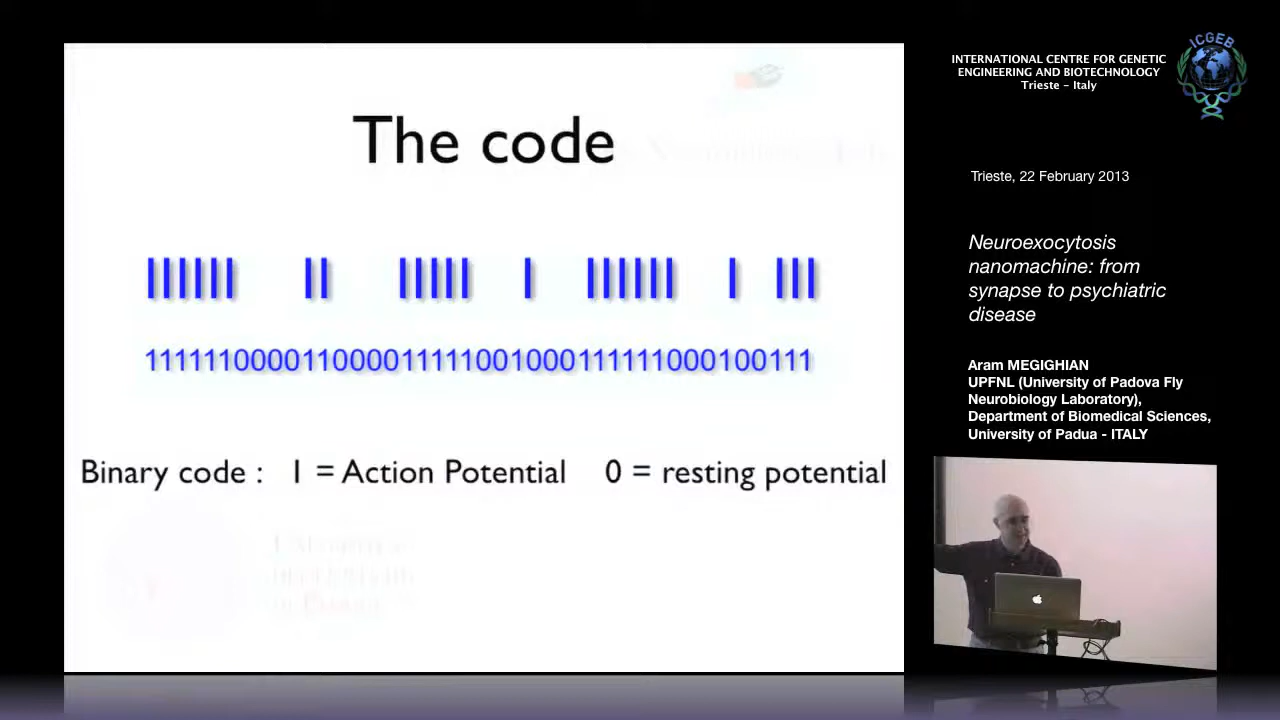 The code
111111000011000011111001000111111000100111
Binary code : 1 = Action Potential 0 = resting potential
ICGEB
INTERNATIONAL CENTRE FOR GENETIC
ENGINEERING AND BIOTECHNOLOGY
Trieste - Italy
Trieste, 22 February 2013
Neuroexocytosis
nanomachine: from
synapse to psychiatric
disease
Aram MEGIGHIAN
UPFNL (University of Padova Fly
Neurobiology Laboratory),
Department of Biomedical Sciences,
University of Padua - ITALY